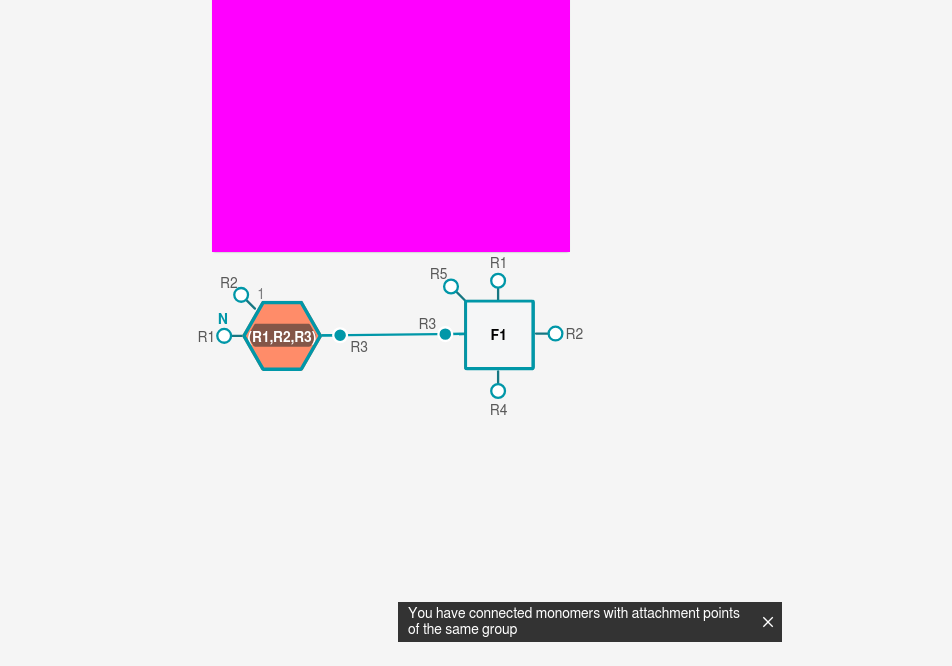 R1
R5
R2
1
N
R3
R1
(R1,R2,R3)
F1
R2
R3
R4
You have connected monomers with attachment points
of the same group